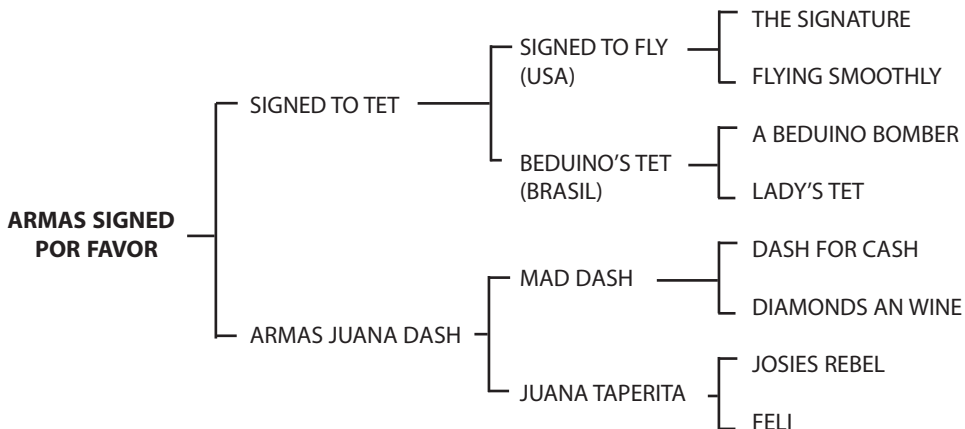 THE SIGNATURE
SIGNED TO FLY
(USA)
FLYING SMOOTHLY
SIGNED TO TET
A BEDUINO BOMBER
BEDUINO’S TET
(BRASIL)
LADY’S TET
ARMAS SIGNED
POR FAVOR
DASH FOR CASH
MAD DASH
DIAMONDS AN WINE
ARMAS JUANA DASH
JOSIES REBEL
JUANA TAPERITA
FELI